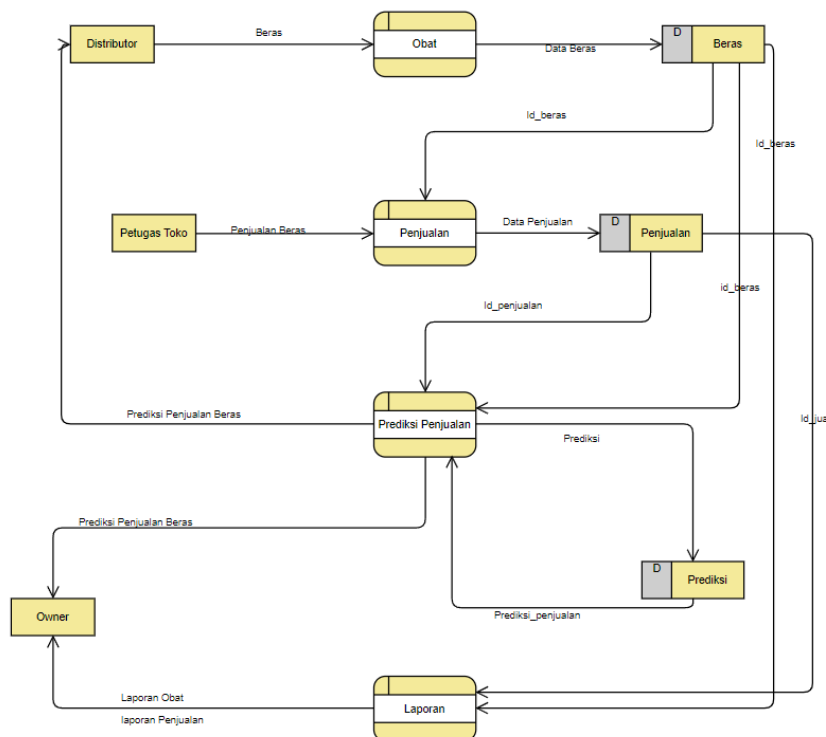 Beras
Distributor
Obat
Data Beras
D
Beras
Id_beras
Id_beras
Petugas Toko
Penjualan Beras
Penjualan
Data Penjualan
D
Penjualan
id_beras
Id_penjualan
Prediksi Penjualan Beras
Prediksi Penjualan
Prediksi
Id_jua
Prediksi Penjualan Beras
D
Prediksi
Owner
Prediksi_penjualan
Laporan Obat
laporan Penjualan
Laporan